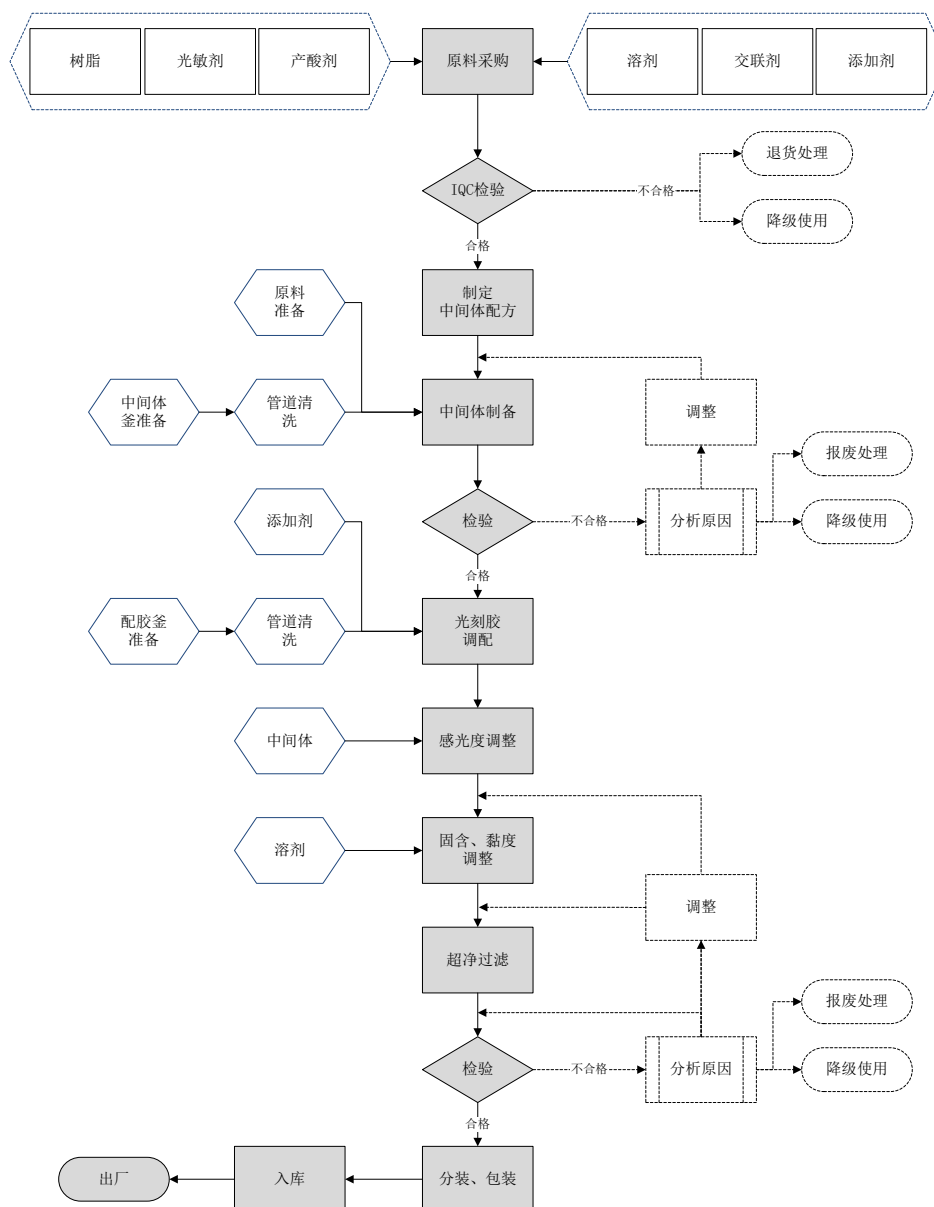 树脂
光敏剂
产酸剂
原料采购
溶剂
交联剂
添加剂
退货处理
IQC检验
不合格
降级使用
合格
原料
准备
制定
中间体配方
中间体
釜准备
管道清
洗
中间体制备
调整
报废处理
添加剂
检验
不合格
分析原因
降级使用
合格
配胶釜
准备
管道清
洗
光刻胶
调配
中间体
感光度调整
溶剂
固含、黏度
调整
调整
超净过滤
报废处理
检验
不合格
分析原因
降级使用
合格
出厂
入库
分装、包装